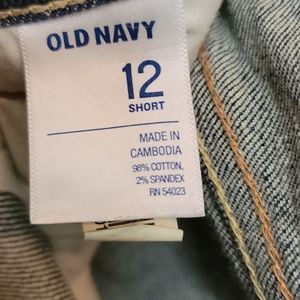 OLD NAVY
12
SHORT
MADE IN
CAMBODIA
98% COTTON,
2% SPANDEX
RN 54023